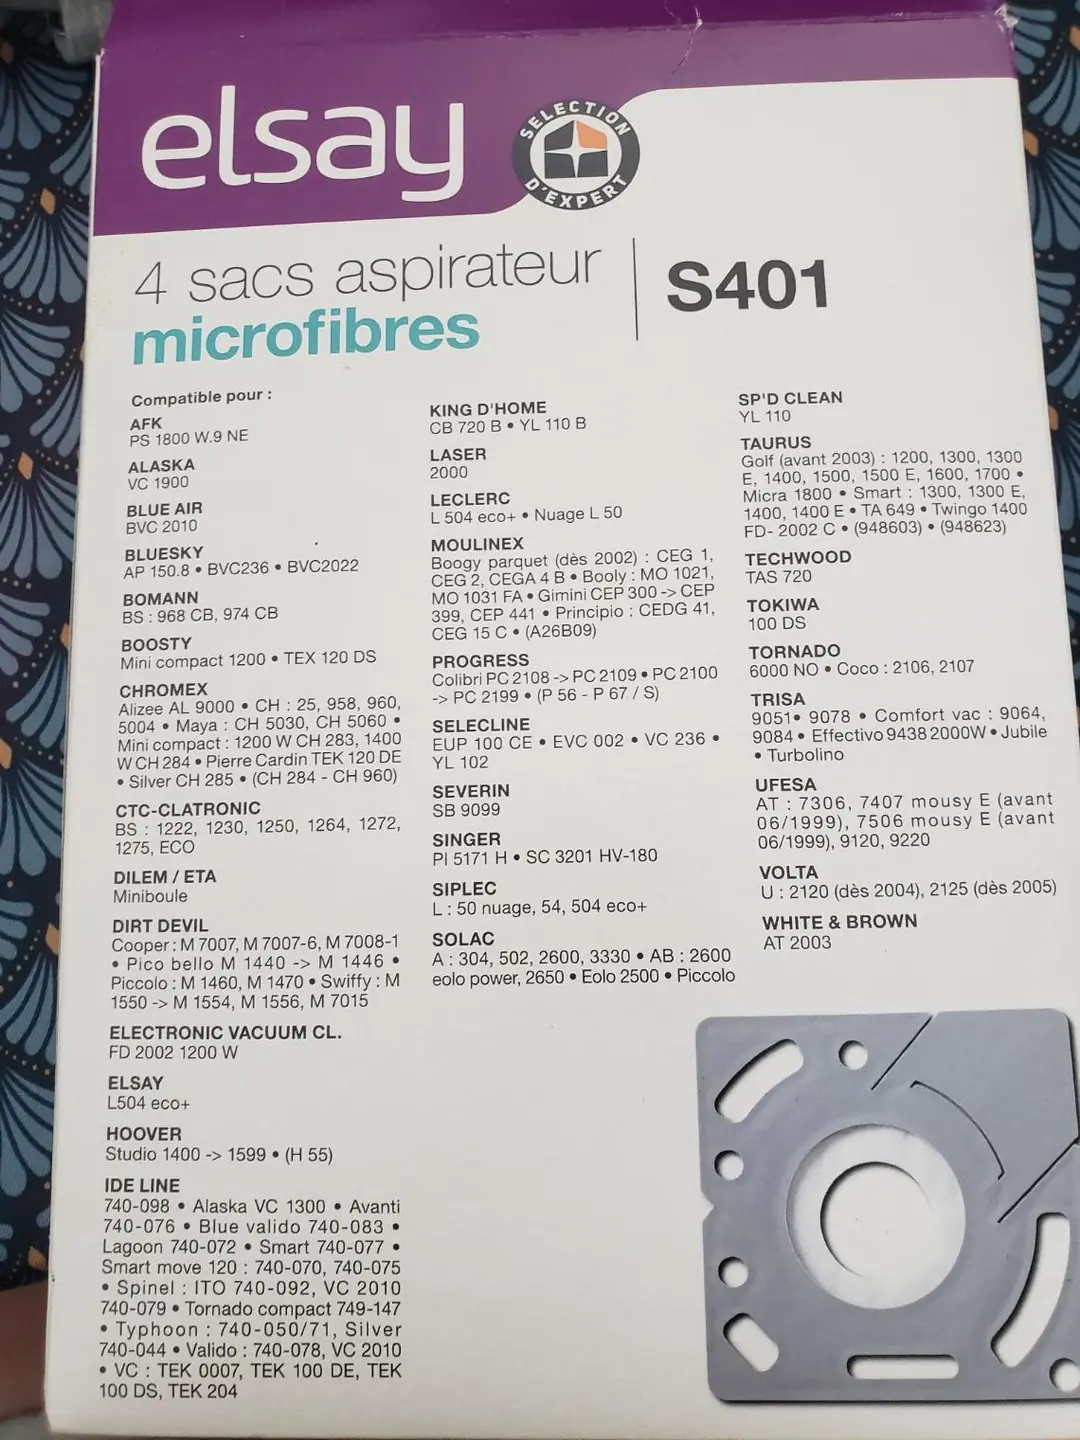 elsay
SELECTION
D'EXPERT
4 sacs aspirateur
microfibres
S401
Compatible pour :
AFK
PS 1800 W.9 NE
ALASKA
VC 1900
BLUE AIR
BVC 2010
BLUESKY
AP 150.8 • BVC236 • BVC2022
BOMANN
BS : 968 CB, 974 CB
BOOSTY
Mini compact 1200 • TEX 120 DS
CHROMEX
Alizee AL 9000 • CH : 25, 958, 960,
5004 • Maya : CH 5030, CH 5060 •
Mini compact : 1200 W CH 283, 1400
W CH 284 • Pierre Cardin TEK 120 DE
• Silver CH 285 • (CH 284 - CH 960)
CTC-CLATRONIC
BS : 1222, 1230, 1250, 1264, 1272,
1275, ECO
DILEM / ETA
Miniboule
DIRT DEVIL
Cooper : M 7007, M 7007-6, M 7008-1
• Pico bello M 1440 -> M 1446 •
Piccolo : M 1460, M 1470 • Swiffy : M
1550 -> M 1554, M 1556, M 7015
ELECTRONIC VACUUM CL.
FD 2002 1200 W
ELSAY
L504 eco+
HOOVER
Studio 1400 -> 1599 • (H 55)
IDE LINE
740-098 • Alaska VC 1300 • Avanti
740-076 • Blue valido 740-083 •
Lagoon 740-072 • Smart 740-077 •
Smart move 120 : 740-070, 740-075
• Spinel : ITO 740-092, VC 2010
740-079 • Tornado compact 749-147
• Typhoon : 740-050/71, Silver
740-044 • Valido : 740-078, VC 2010
• VC : TEK 0007, TEK 100 DE, TEK
100 DS, TEK 204
KING D'HOME
CB 720 B • YL 110 B
LASER
2000
LECLERC
L 504 eco+ • Nuage L 50
MOULINEX
Boogy parquet (dès 2002) : CEG 1,
CEG 2, CEGA 4 B • Booly : MO 1021,
MO 1031 FA • Gimini CEP 300 -> CEP
399, CEP 441 • Principio : CEDG 41,
CEG 15 C • (A26B09)
PROGRESS
Colibri PC 2108 -> PC 2109 • PC 2100
-> PC 2199 • (P 56 - P 67 / S)
SELECLINE
EUP 100 CE • EVC 002 • VC 236 •
YL 102
SEVERIN
SB 9099
SINGER
PI 5171 H • SC 3201 HV-180
SIPLEC
L : 50 nuage, 54, 504 eco+
SOLAC
A : 304, 502, 2600, 3330 • AB : 2600
eolo power, 2650 • Eolo 2500 • Piccolo
SP'D CLEAN
YL 110
TAURUS
Golf (avant 2003) : 1200, 1300, 1300
E, 1400, 1500, 1500 E, 1600, 1700 •
Micra 1800 • Smart : 1300, 1300 E,
1400, 1400 E • TA 649 • Twingo 1400
FD- 2002 C • (948603) • (948623)
TECHWOOD
TAS 720
TOKIWA
100 DS
TORNADO
6000 NO • Coco : 2106, 2107
TRISA
9051• 9078 • Comfort vac : 9064,
9084 • Effectivo 9438 2000W • Jubile
• Turbolino
UFESA
AT : 7306, 7407 mousy E (avant
06/1999), 7506 mousy E (avant
06/1999), 9120, 9220
VOLTA
U : 2120 (dès 2004), 2125 (dès 2005)
WHITE & BROWN
AT 2003